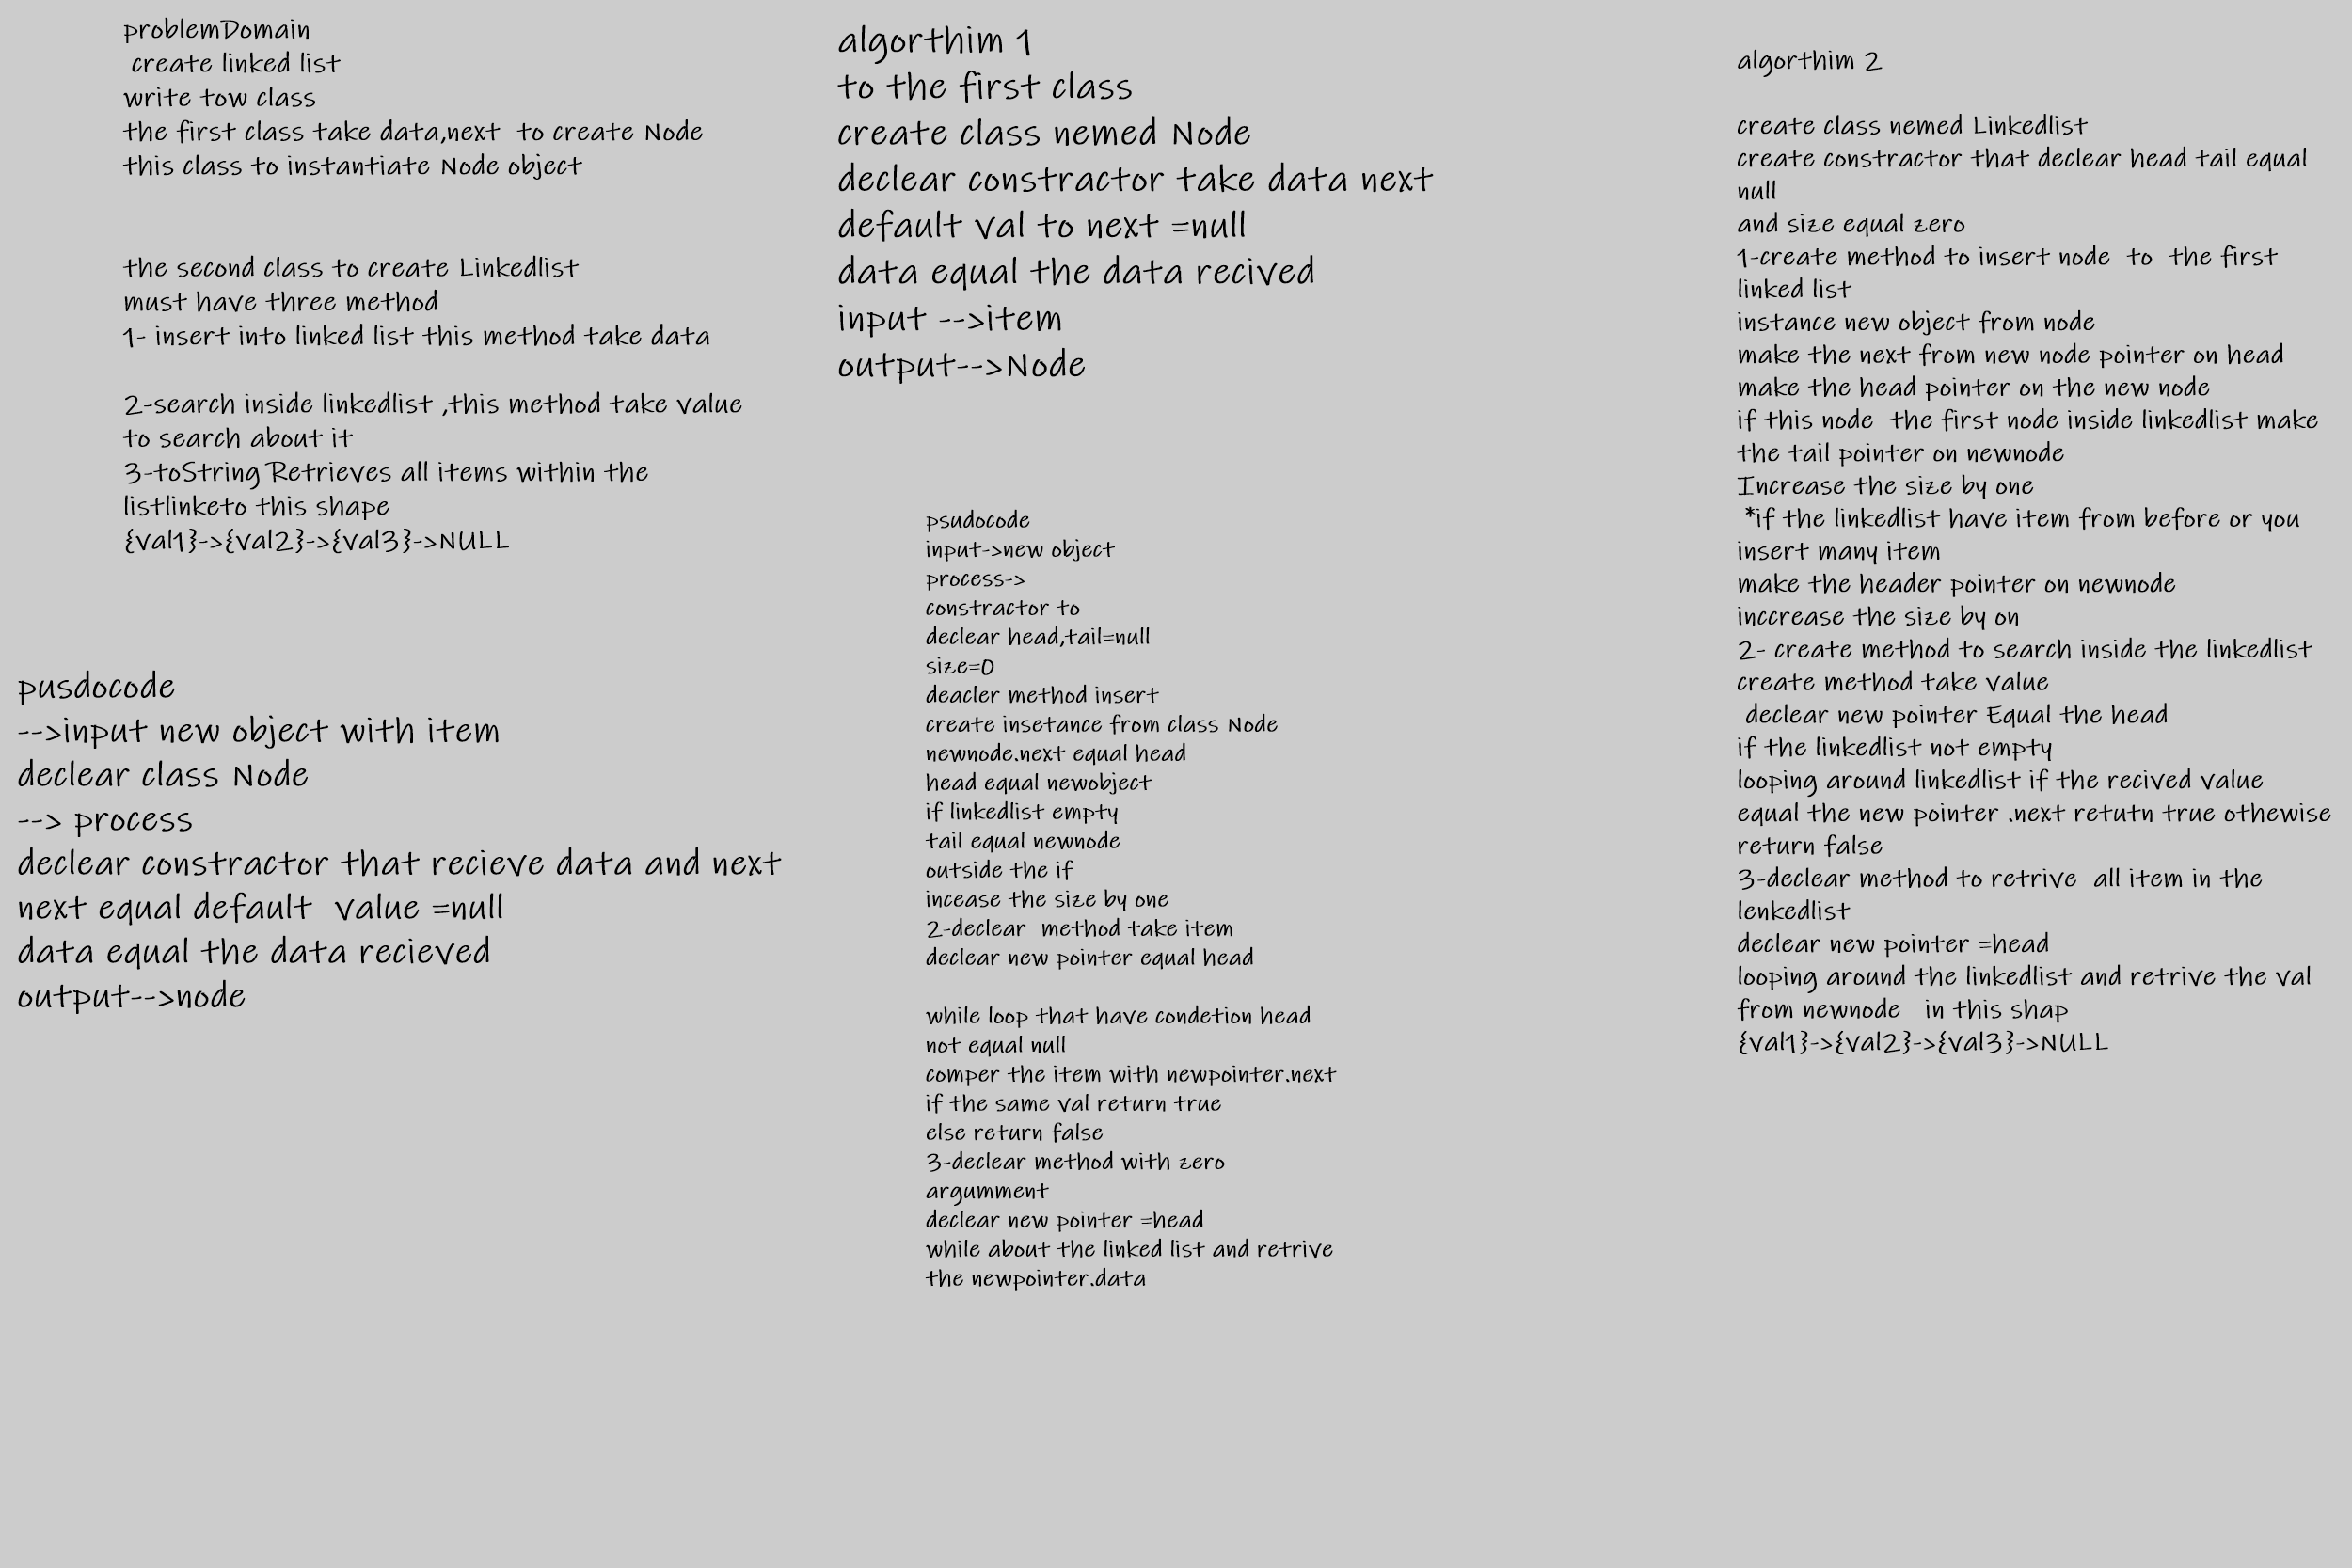 problemDomain
create linked list
write tow class
the first class take data,next to create Node
this class to instantiate Node object
the second class to create Linkedlist
must have three method
1- insert into linked list this method take data
2-search inside linkedlist ,this method take value
to search about it
3-toString Retrieves all items within the
listlinketo this shape
{val1}->{val2}->{val3}->NULL
pusdocode
-->input new object with item
declear class Node
--> process
declear constractor that recieve data and next
next equal default value =null
data equal the data recieved
output-->node
algorthim 1
to the first class
create class nemed Node
declear constractor take data next
default val to next =null
data equal the data recived
input -->item
output-->Node
psudocode
input->new object
process->
constractor to
declear head,tail=null
size=0
deacler method insert
create insetance from class Node
newnode.next equal head
head equal newobject
if linkedlist empty
tail equal newnode
outside the if
incease the size by one
2-declear method take item
declear new pointer equal head
while loop that have condetion head
not equal null
comper the item with newpointer.next
if the same val return true
else return false
3-declear method with zero
argumment
declear new pointer =head
while about the linked list and retrive
the newpointer.data
algorthim 2
create class nemed Linkedlist
create constractor that declear head tail equal
null
and size equal zero
1-create method to insert node to the first
linked list
instance new object from node
make the next from new node pointer on head
make the head pointer on the new node
if this node the first node inside linkedlist make
the tail pointer on newnode
Increase the size by one
*if the linkedlist have item from before or you
insert many item
make the header pointer on newnode
inccrease the size by on
2- create method to search inside the linkedlist
create method take value
declear new pointer Equal the head
if the linkedlist not empty
looping around linkedlist if the recived value
equal the new pointer .next retutn true othewise
return false
3-declear method to retrive all item in the
lenkedlist
declear new pointer =head
looping around the linkedlist and retrive the val
from newnode in this shap
{val1}->{val2}->{val3}->NULL